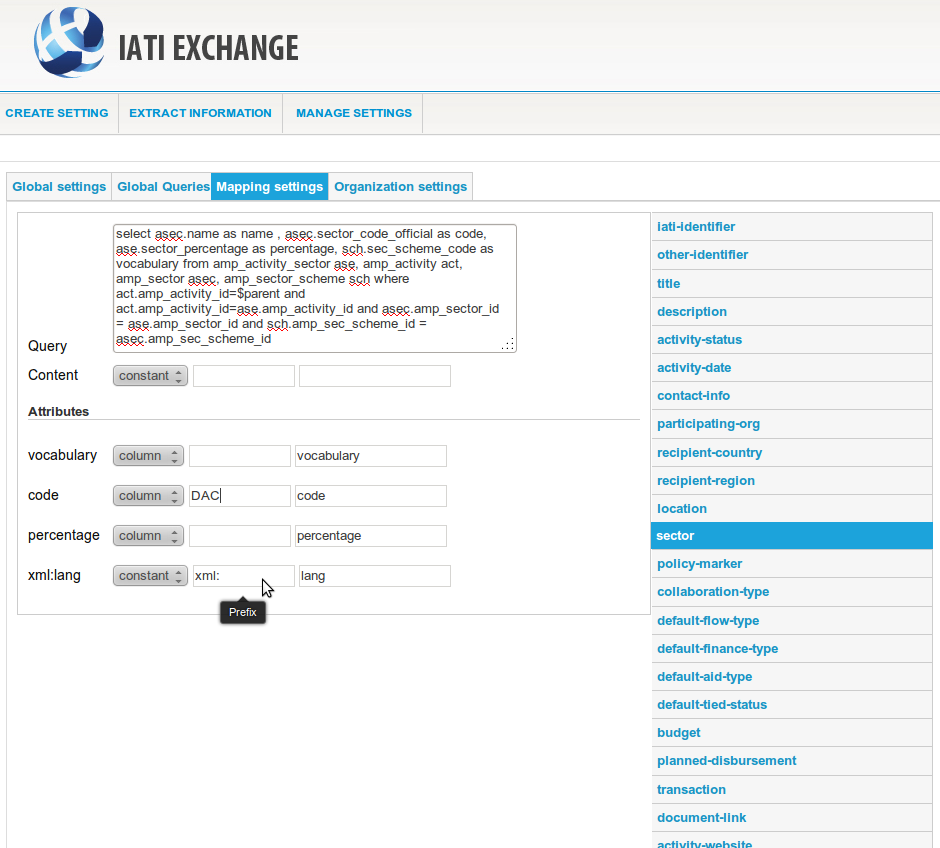 IATI EXCHANGE
CREATE SETTING
EXTRACT INFORMATION
MANAGE SETTINGS
Global settings
Global Queries
Mapping settings
Organization settings
Query
select asec.name as name , asec.sector_code_official as code,
ase.sector_percentage as percentage, sch.sec_scheme_code as
vocabulary from amp_activity_sector ase, amp_activity act,
amp_sector asec, amp_sector_scheme sch where
act.amp_activity_id=$parent and
act.amp_activity_id=ase.amp_activity_id and asec.amp_sector_id
= ase.amp_sector_id and sch.amp_sec_scheme_id =
asec.amp_sec_scheme_id
Content constant
Attributes
vocabulary column vocabulary
code column DAC code
percentage column percentage
xml:lang constant xml: lang
Prefix
iati-identifier
other-identifier
title
description
activity-status
activity-date
contact-info
participating-org
recipient-country
recipient-region
location
sector
policy-marker
collaboration-type
default-flow-type
default-finance-type
default-aid-type
default-tied-status
budget
planned-disbursement
transaction
document-link
activity-website